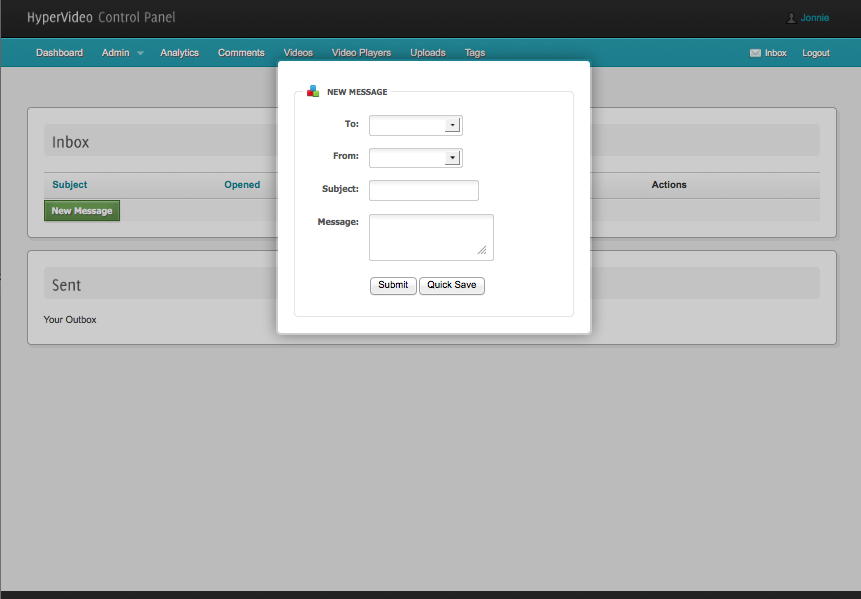 HyperVideo Control Panel
Jonnie
Dashboard Admin Analytics Comments Videos Video Players Uploads Tags Inbox Logout
NEW MESSAGE
To:
From:
Subject:
Message:
Submit Quick Save
Inbox
Subject Opened Actions
New Message
Sent
Your Outbox